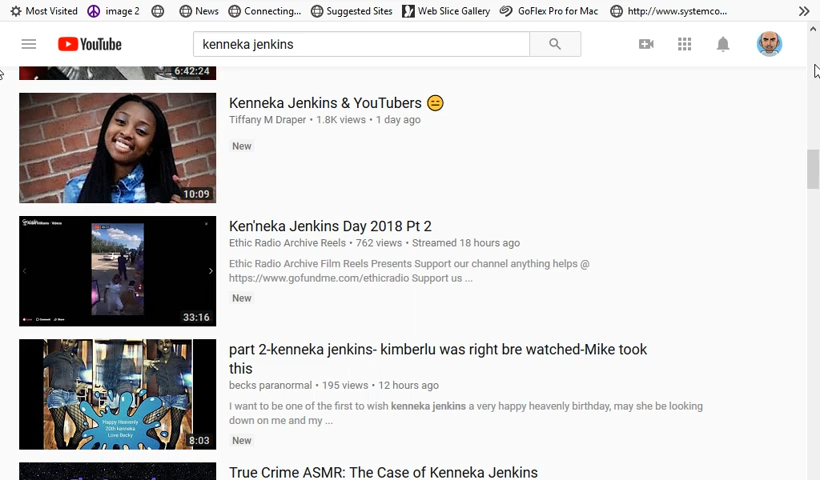 Most Visited image 2 News Connecting... Suggested Sites Web Slice Gallery GoFlex Pro for Mac http://www.systemco...
YouTube kenneka jenkins
6:42:24
Kenneka Jenkins & YouTubers 😑
Tiffany M Draper • 1.8K views • 1 day ago
New
10:09
Ken'neka Jenkins Day 2018 Pt 2
Ethic Radio Archive Reels • 762 views • Streamed 18 hours ago
Ethic Radio Archive Film Reels Presents Support our channel anything helps @
https://www.gofundme.com/ethicradio Support us ...
New
33:16
part 2-kenneka jenkins- kimberlu was right bre watched-Mike took
this
becks paranormal • 195 views • 12 hours ago
I want to be one of the first to wish kenneka jenkins a very happy heavenly birthday, may she be looking
down on me and my ...
Happy Heavenly
20th kenneka
Love Becky
New
8:03
True Crime ASMR: The Case of Kenneka Jenkins